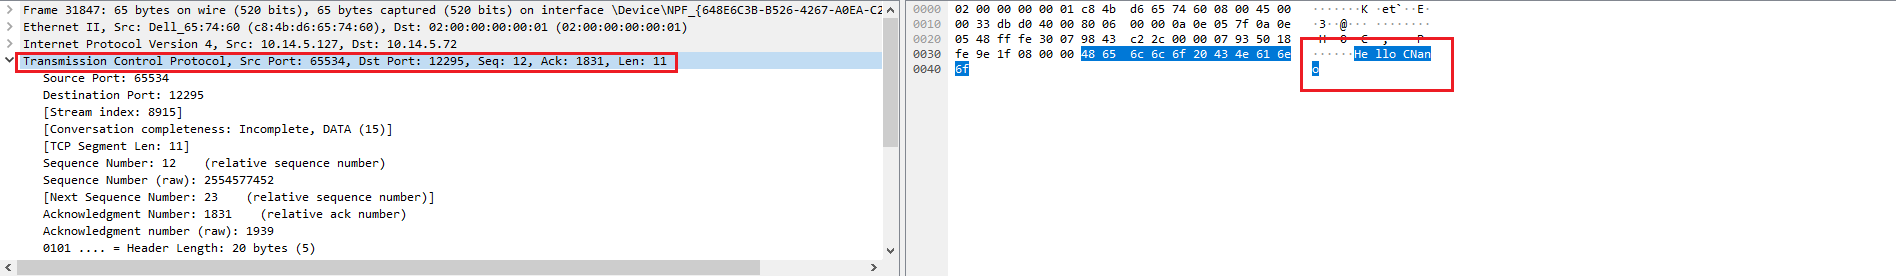 Frame 31847: 65 bytes on wire (520 bits), 65 bytes captured (520 bits) on interface \Device\NPF_{648E6C3B-B526-4267-A0EA-C2
Ethernet II, Src: Dell_65:74:60 (c8:4b:d6:65:74:60), Dst: 02:00:00:00:00:01 (02:00:00:00:00:01)
Internet Protocol Version 4, Src: 10.14.5.127, Dst: 10.14.5.72
Transmission Control Protocol, Src Port: 65534, Dst Port: 12295, Seq: 12, Ack: 1831, Len: 11
Source Port: 65534
Destination Port: 12295
[Stream index: 8915]
[Conversation completeness: Incomplete, DATA (15)]
[TCP Segment Len: 11]
Sequence Number: 12    (relative sequence number)
Sequence Number (raw): 2554577452
[Next Sequence Number: 23    (relative sequence number)]
Acknowledgment Number: 1831    (relative ack number)
Acknowledgment number (raw): 1939
0101 .... = Header Length: 20 bytes (5)
0000  02 00 00 00 00 01 c8 4b  d6 65 74 60 08 00 45 00  ·······K ·et`··E·
0010  00 33 db d0 40 00 80 06  00 00 0a 0e 05 7f 0a 0e  ·3··@··· ········
0020  05 48 ff fe 30 07 98 43  c2 2c 00 00 07 93 50 18  ·H··0··C ·,····P·
0030  fe 9e 1f 08 00 00 48 65  6c 6c 6f 20 43 4e 61 6e  ······He llo CNan
0040  6f  o